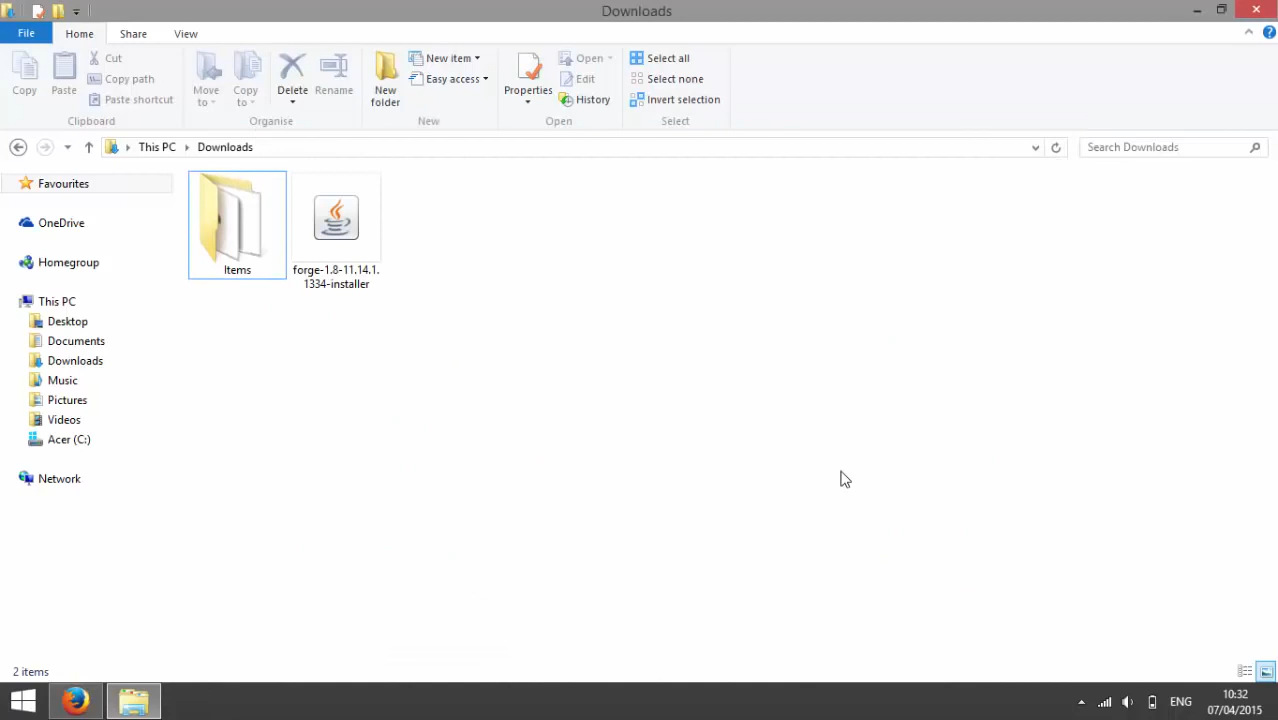 Downloads
File
Home
Share
View
Copy
Paste
Cut
Copy path
Paste shortcut
Clipboard
Move to
Copy to
Delete
Rename
Organise
New folder
New item
Easy access
New
Properties
Open
Edit
History
Open
Select all
Select none
Invert selection
Select
This PC
Downloads
Search Downloads
Favourites
OneDrive
Homegroup
This PC
Desktop
Documents
Downloads
Music
Pictures
Videos
Acer (C:)
Network
Items
forge-1.8-11.14.1.
1334-installer
2 items
ENG
10:32
07/04/2015